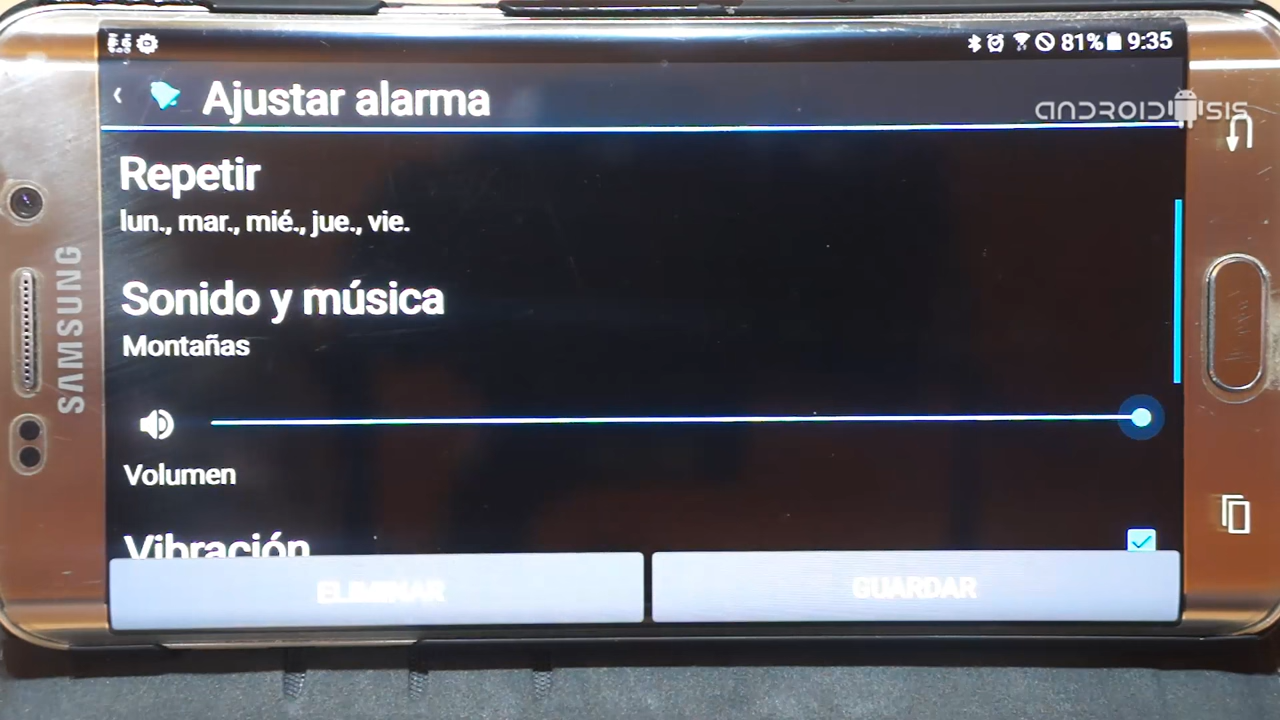 81% 9:35
Ajustar alarma
ANDROIDSIS
Repetir
lun., mar., mié., jue., vie.
Sonido y música
Montañas
Volumen
Vibración
ELIMINAR
GUARDAR
SAMSUNG